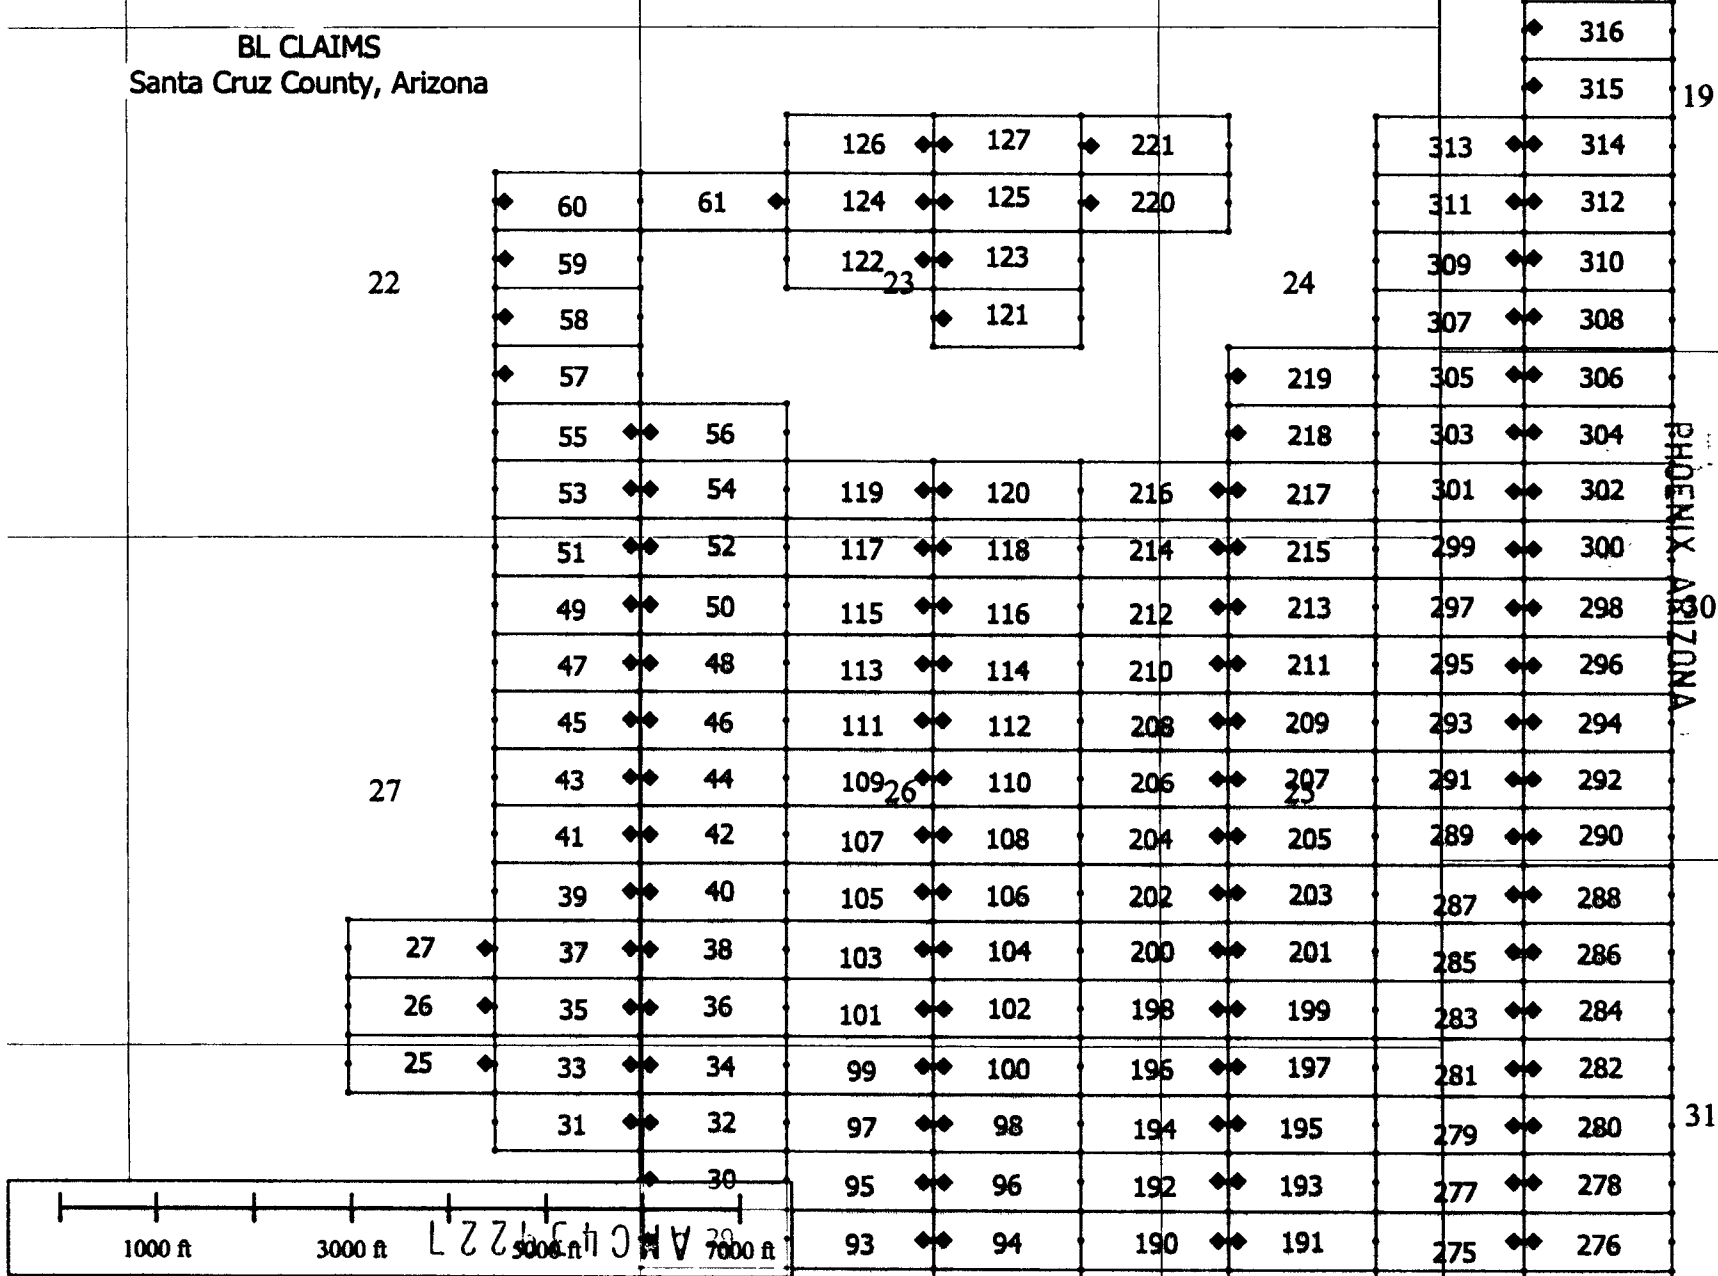 BL CLAIMS
Santa Cruz County, Arizona
316
315 19
126 127 221 313 314
60 61 124 125 220 311 312
59 122 123 309 310
22 23 24
58 121 307 308
57 219 305 306
55 56 218 303 304
53 54 119 120 216 217 301 302
51 52 117 118 214 215 299 300
49 50 115 116 212 213 297 298 30
47 48 113 114 210 211 295 296
45 46 111 112 208 209 293 294
43 44 109 110 206 207 291 292
27 26 25
41 42 107 108 204 205 289 290
39 40 105 106 202 203 287 288
27 37 38 103 104 200 201 285 286
26 35 36 101 102 198 199 283 284
25 33 34 99 100 196 197 281 282
31 32 97 98 194 195 279 280 31
30 95 96 192 193 277 278
93 94 190 191 275 276
1000 ft 3000 ft 5000 ft 7000 ft
PHOENIX ARIZONA